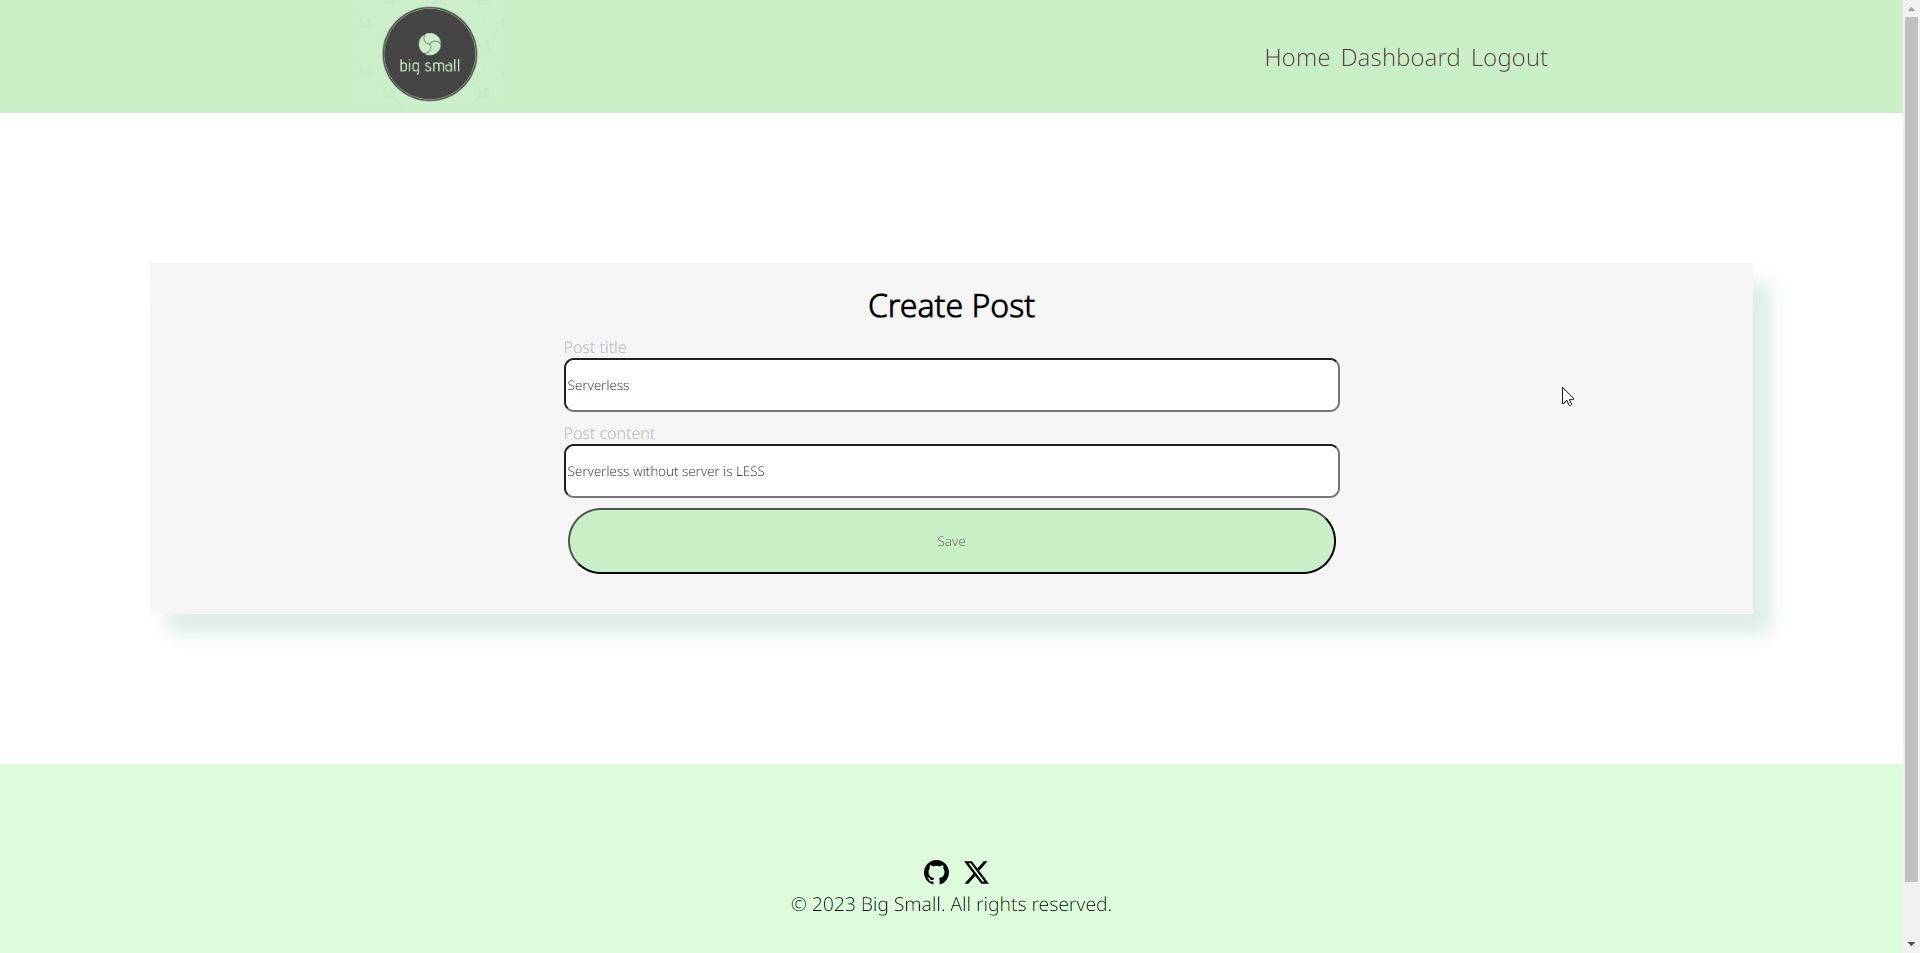 big small
Home Dashboard Logout
Create Post
Post title
Serverless
Post content
Serverless without server is LESS
Save
© 2023 Big Small. All rights reserved.